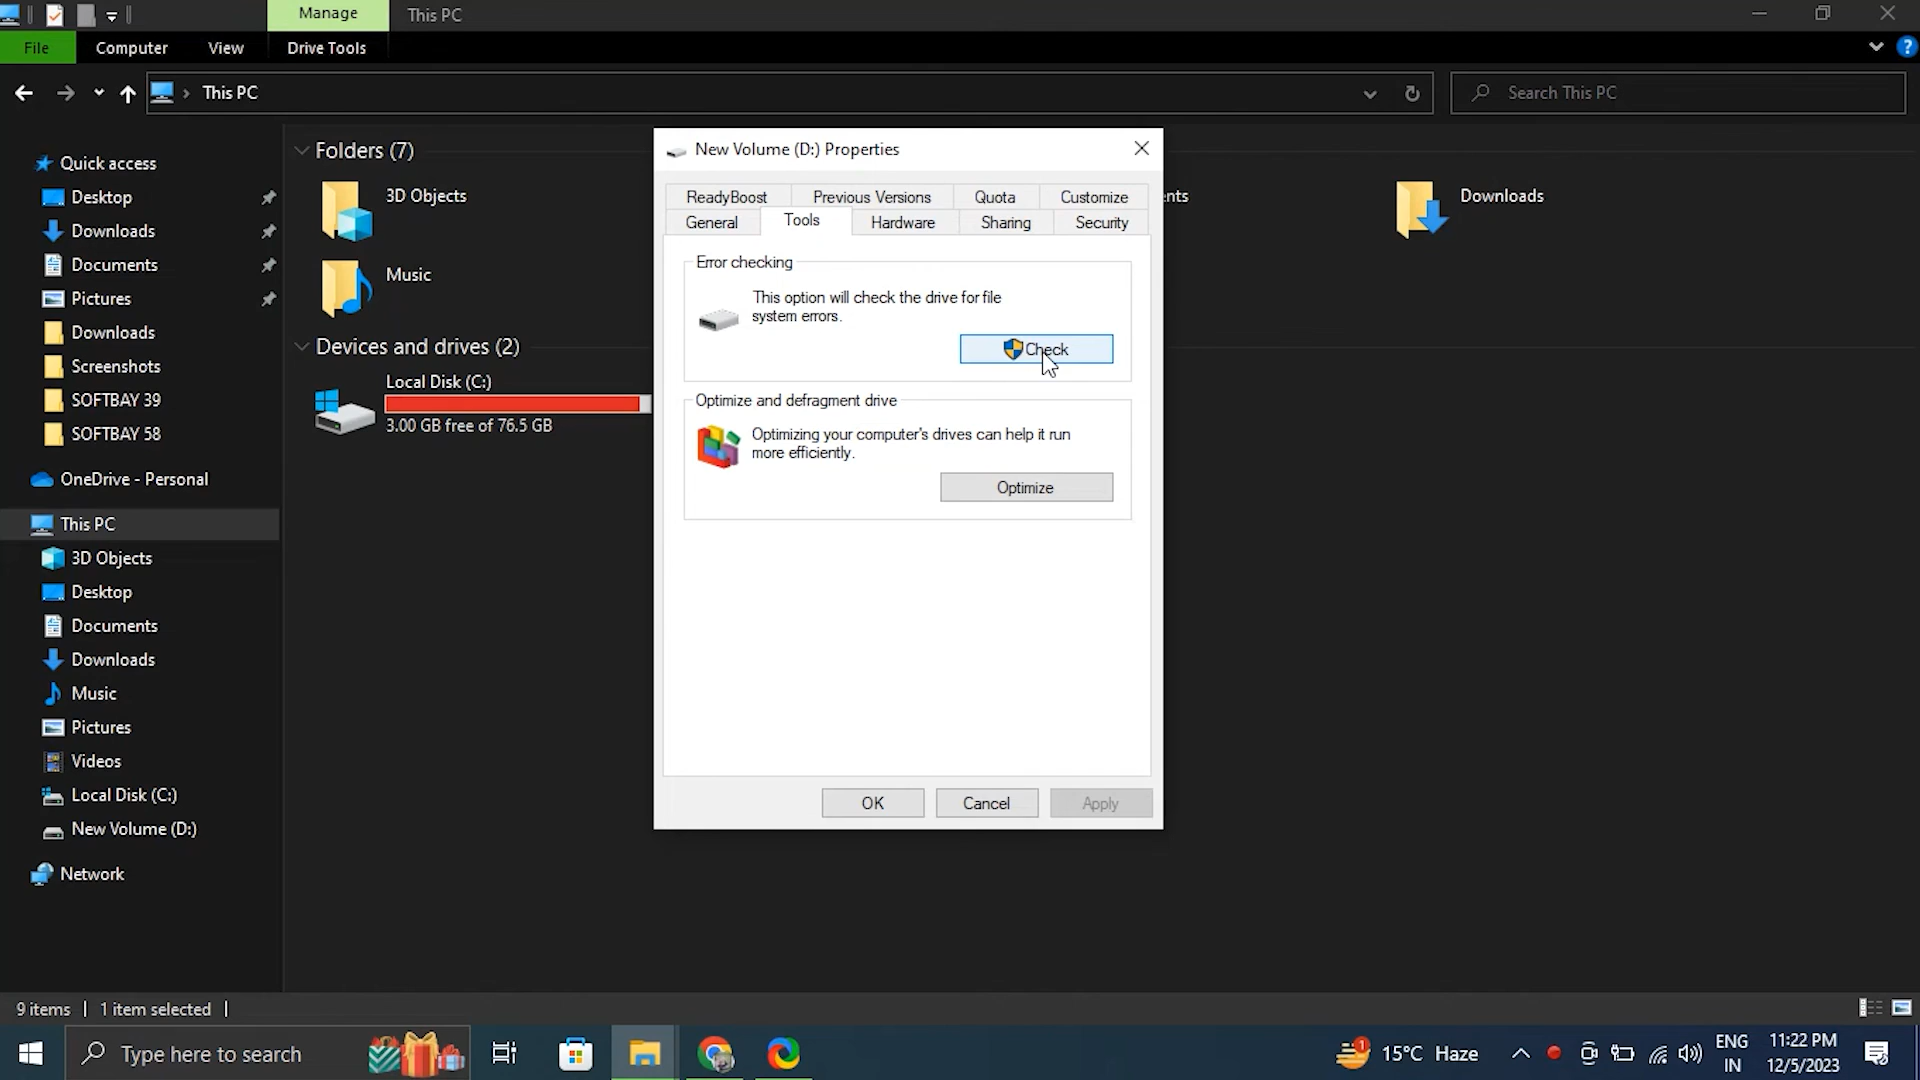 Manage
This PC
File
Computer
View
Drive Tools
This PC
Search This PC
Quick access
Desktop
Downloads
Documents
Pictures
Downloads
Screenshots
SOFTBAY 39
SOFTBAY 58
OneDrive - Personal
This PC
3D Objects
Desktop
Documents
Downloads
Music
Pictures
Videos
Local Disk (C:)
New Volume (D:)
Network
Folders (7)
3D Objects
Music
ents
Downloads
Devices and drives (2)
Local Disk (C:)
3.00 GB free of 76.5 GB
New Volume (D:) Properties
ReadyBoost
Previous Versions
Quota
Customize
General
Tools
Hardware
Sharing
Security
Error checking
This option will check the drive for file
system errors.
Check
Optimize and defragment drive
Optimizing your computer's drives can help it run
more efficiently.
Optimize
OK
Cancel
Apply
9 items
1 item selected
Type here to search
1
15°C Haze
ENG
IN
11:22 PM
12/5/2023